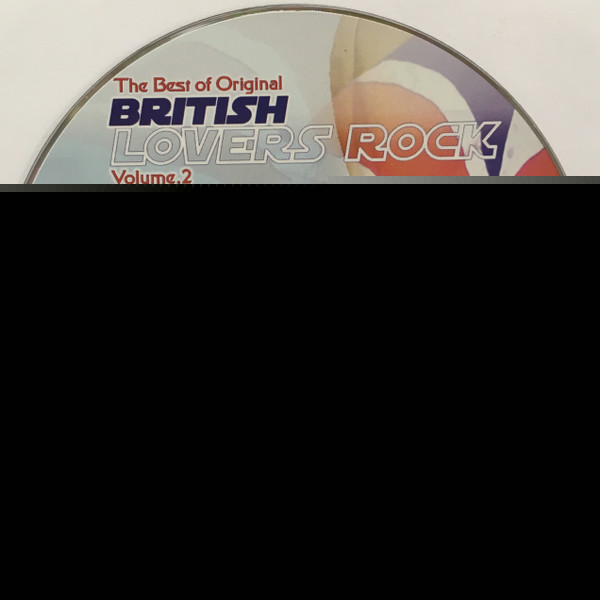 The Best of Original
BRITISH
LOVERS ROCK
Volume.2